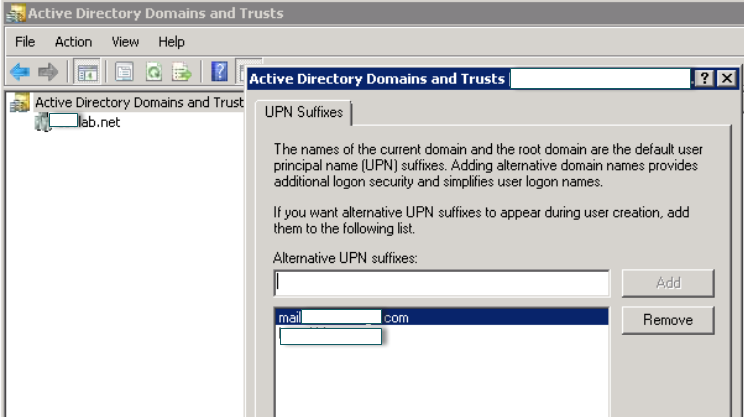 Active Directory Domains and Trusts
File Action View Help
Active Directory Domains and Trusts
Active Directory Domains and Trust
lab.net
UPN Suffixes
The names of the current domain and the root domain are the default user
principal name (UPN) suffixes. Adding alternative domain names provides
additional logon security and simplifies user logon names.
If you want alternative UPN suffixes to appear during user creation, add
them to the following list.
Alternative UPN suffixes:
Add
mail com
Remove